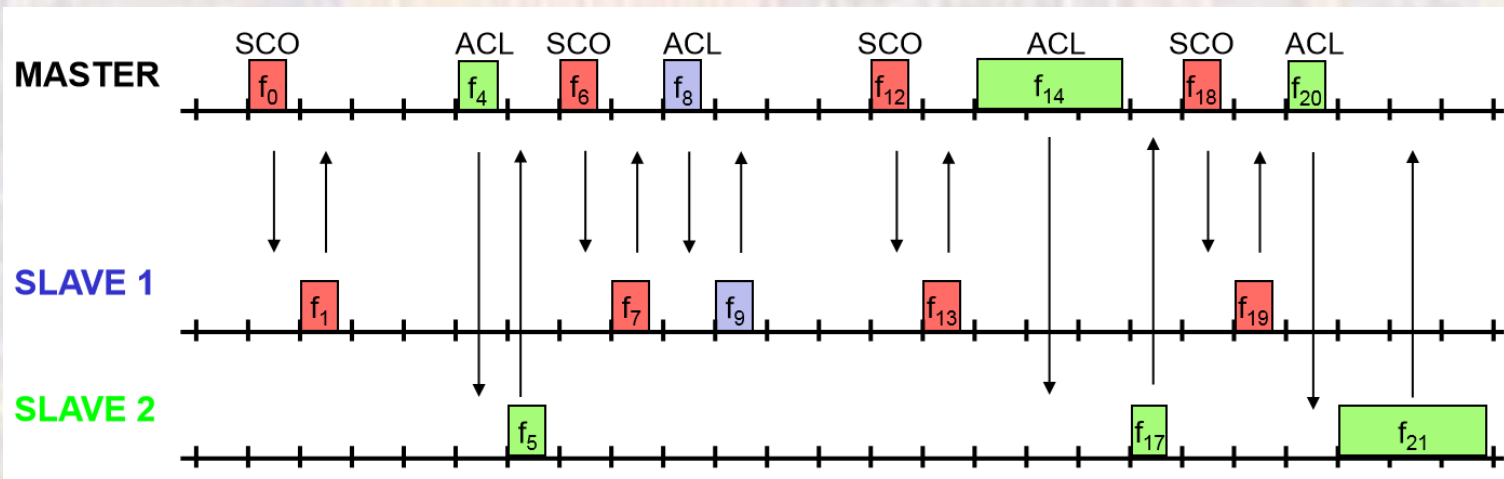 SCO ACL SCO ACL SCO ACL SCO ACL
MASTER f₀ f₄ f₆ f₈ f₁₂ f₁₄ f₁₈ f₂₀
SLAVE 1 f₁ f₇ f₉ f₁₃ f₁₉
SLAVE 2 f₅ f₁₇ f₂₁